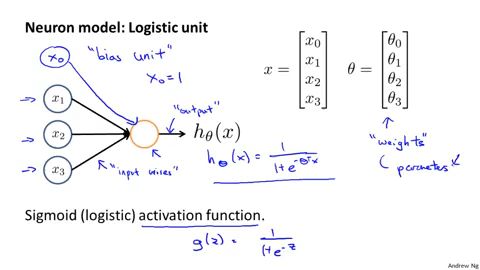 Neuron model: Logistic unit
x₀ "bias unit"
x₀=1
x₁
x₂
x₃
"output"
"input wires"
hθ(x)
hθ(x) = 1/(1+e^(-θᵀx))
x = [x₀ x₁ x₂ x₃] θ = [θ₀ θ₁ θ₂ θ₃]
"weights"
(parameters
Sigmoid (logistic) activation function.
g(z) = 1/(1+e^(-z))
Andrew Ng